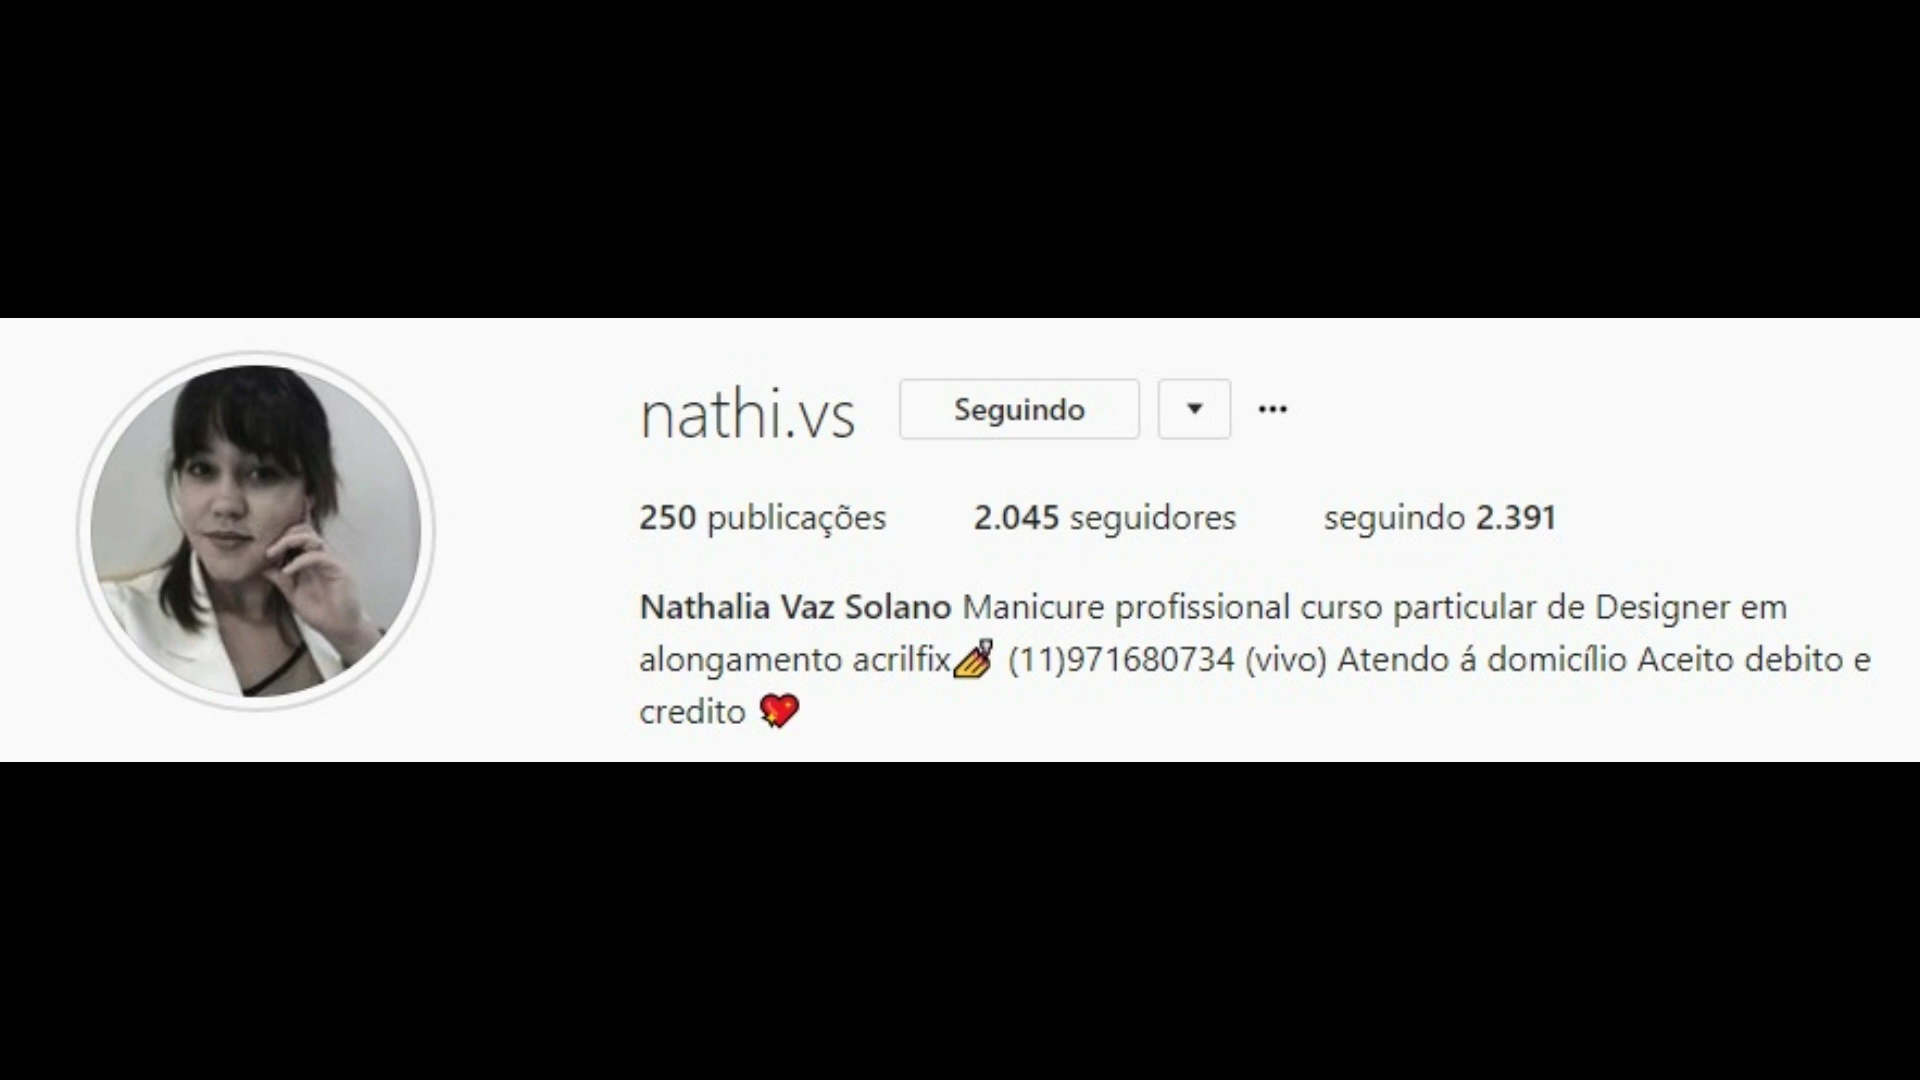 nathi.vs Seguindo
250 publicações 2.045 seguidores seguindo 2.391
Nathalia Vaz Solano Manicure profissional curso particular de Designer em
alongamento acrilfix💅 (11)971680734 (vivo) Atendo á domicílio Aceito debito e
credito 💖